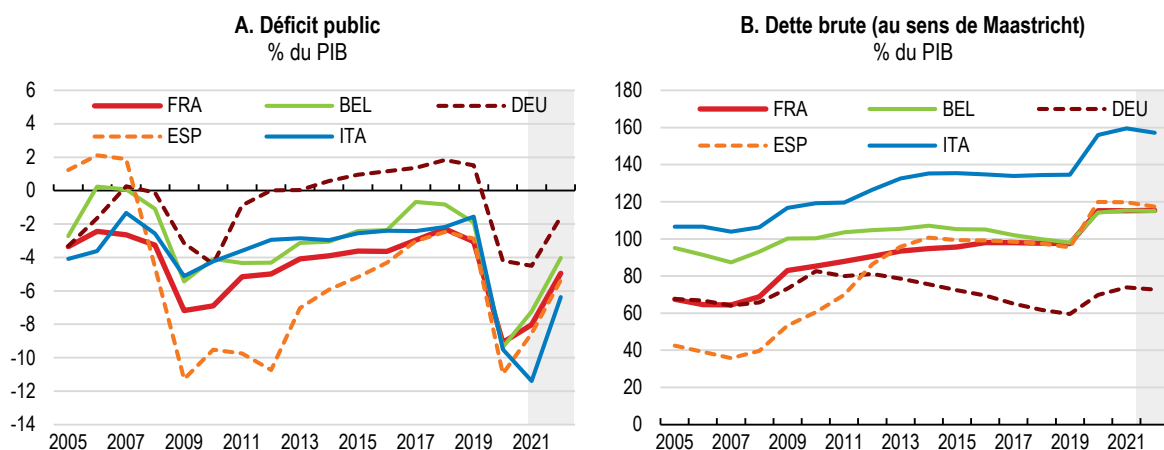 A. Déficit public
% du PIB
6
4
2
0
-2
-4
-6
-8
-10
-12
-14
FRA BEL DEU
ESP ITA
2005 2007 2009 2011 2013 2015 2017 2019 2021
B. Dette brute (au sens de Maastricht)
% du PIB
180
160
140
120
100
80
60
40
20
0
FRA BEL DEU
ESP ITA
2005 2007 2009 2011 2013 2015 2017 2019 2021